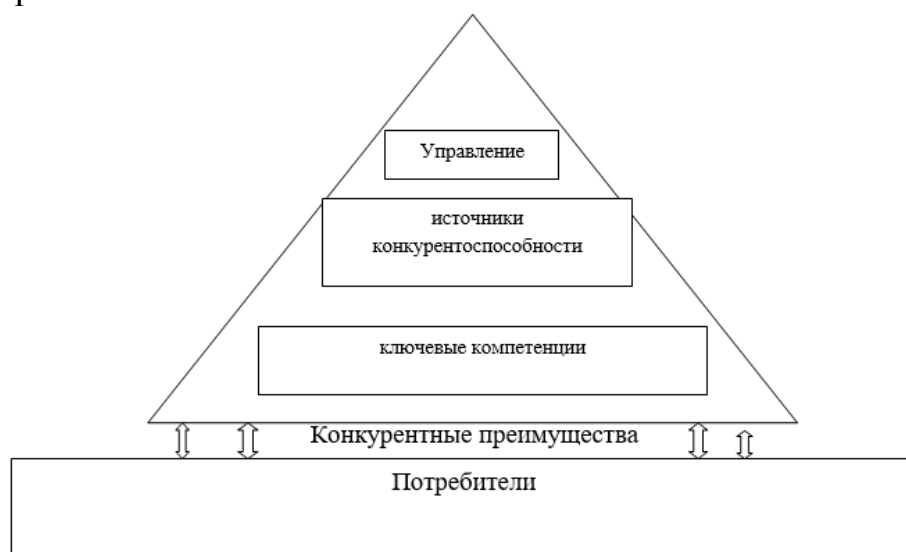 Управление
источники
конкурентоспособности
ключевые компетенции
Конкурентные преимущества
Потребители